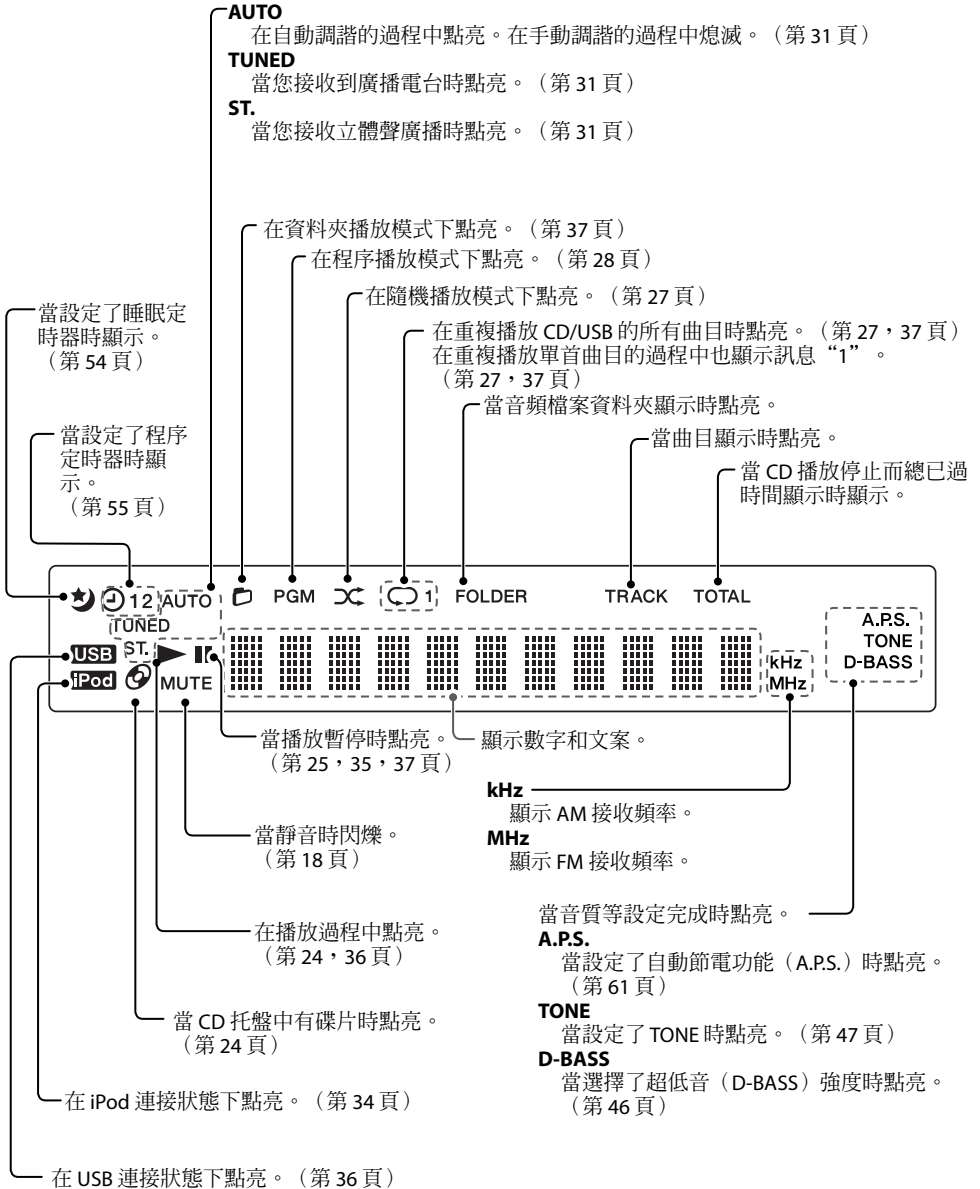 AUTO
在自動調諧的過程中點亮。在手動調諧的過程中熄滅。（第 31 頁）
TUNED
當您接收到廣播電台時點亮。（第 31 頁）
ST.
當您接收立體聲廣播時點亮。（第 31 頁）
在資料夾播放模式下點亮。（第 37 頁）
在程序播放模式下點亮。（第 28 頁）
在隨機播放模式下點亮。（第 27 頁）
當設定了睡眠定
時器時顯示。
（第 54 頁）
在重複播放 CD/USB 的所有曲目時點亮。（第 27，37 頁）
在重複播放單首曲目的過程中也顯示訊息“1”。
（第 27，37 頁）
當音頻檔案資料夾顯示時點亮。
當設定了程序
定時器時顯
示。
（第 55 頁）
當曲目顯示時點亮。
當 CD 播放停止而總已過
時間顯示時顯示。
12 AUTO PGM 1 FOLDER TRACK TOTAL
TUNED
ST.
USB
iPod
MUTE
kHz
MHz
A.P.S.
TONE
D-BASS
當播放暫停時點亮。
（第 25，35，37 頁）
顯示數字和文案。
kHz
顯示 AM 接收頻率。
MHz
顯示 FM 接收頻率。
當靜音時閃爍。
（第 18 頁）
在播放過程中點亮。
（第 24，36 頁）
當音質等設定完成時點亮。
A.P.S.
當設定了自動節電功能（A.P.S.）時點亮。
（第 61 頁）
TONE
當設定了 TONE 時點亮。（第 47 頁）
D-BASS
當選擇了超低音（D-BASS）強度時點亮。
（第 46 頁）
當 CD 托盤中有碟片時點亮。
（第 24 頁）
在 iPod 連接狀態下點亮。（第 34 頁）
在 USB 連接狀態下點亮。（第 36 頁）